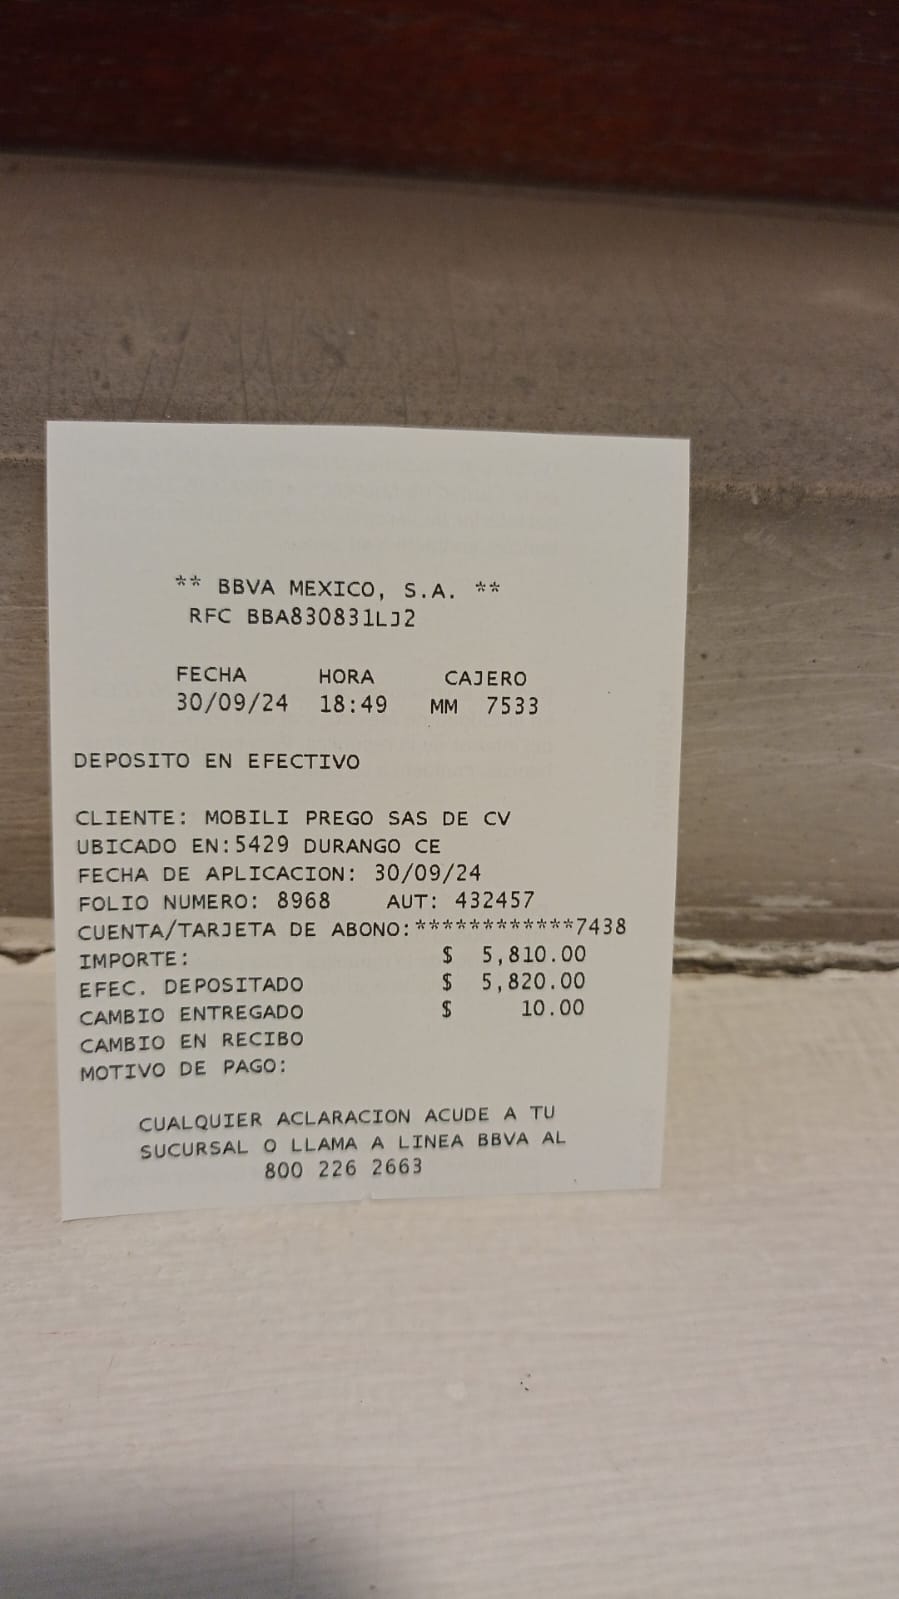 ** BBVA MEXICO, S.A. **
RFC BBA830831LJ2
FECHA HORA CAJERO
30/09/24 18:49 MM 7533
DEPOSITO EN EFECTIVO
CLIENTE: MOBILI PREGO SAS DE CV
UBICADO EN:5429 DURANGO CE
FECHA DE APLICACION: 30/09/24
FOLIO NUMERO: 8968 AUT: 432457
CUENTA/TARJETA DE ABONO:************7438
IMPORTE: $ 5,810.00
EFEC. DEPOSITADO $ 5,820.00
CAMBIO ENTREGADO $ 10.00
CAMBIO EN RECIBO
MOTIVO DE PAGO:
CUALQUIER ACLARACION ACUDE A TU
SUCURSAL O LLAMA A LINEA BBVA AL
800 226 2663